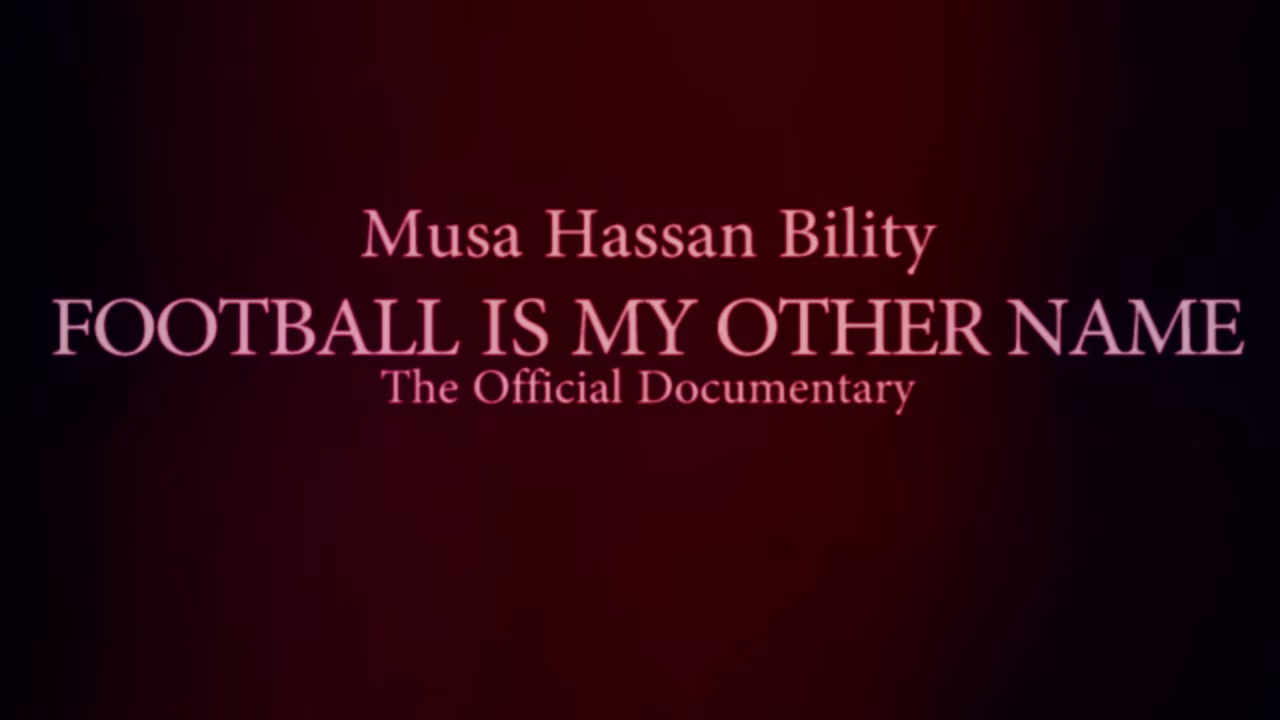 Musa Hassan Bility
FOOTBALL IS MY OTHER NAME
The Official Documentary